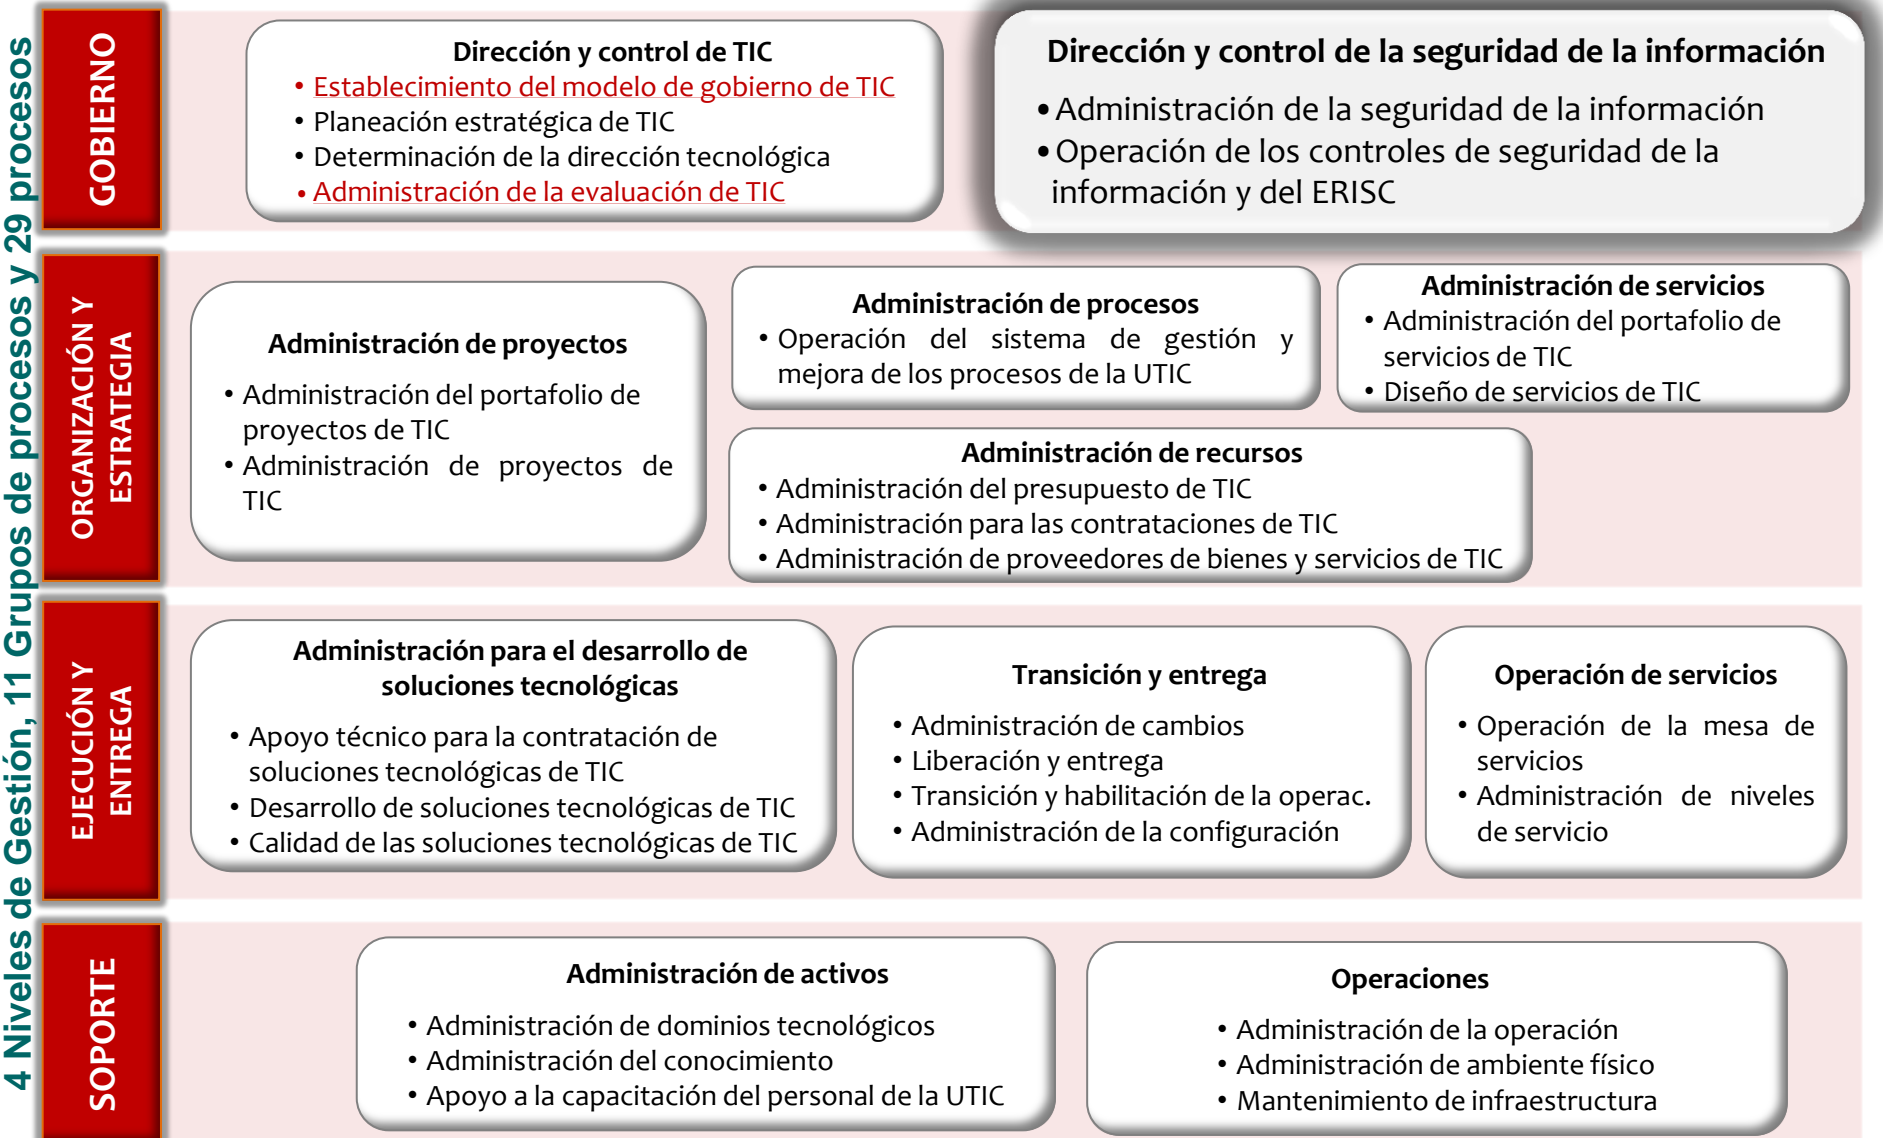 4 Niveles de Gestión, 11 Grupos de procesos y 29 procesos
GOBIERNO
Dirección y control de TIC
• Establecimiento del modelo de gobierno de TIC
• Planeación estratégica de TIC
• Determinación de la dirección tecnológica
• Administración de la evaluación de TIC
Dirección y control de la seguridad de la información
• Administración de la seguridad de la información
• Operación de los controles de seguridad de la
información y del ERISC
ORGANIZACIÓN Y
ESTRATEGIA
Administración de proyectos
• Administración del portafolio de
proyectos de TIC
• Administración de proyectos de
TIC
Administración de procesos
• Operación del sistema de gestión y
mejora de los procesos de la UTIC
Administración de servicios
• Administración del portafolio de
servicios de TIC
• Diseño de servicios de TIC
Administración de recursos
• Administración del presupuesto de TIC
• Administración para las contrataciones de TIC
• Administración de proveedores de bienes y servicios de TIC
EJECUCIÓN Y
ENTREGA
Administración para el desarrollo de
soluciones tecnológicas
• Apoyo técnico para la contratación de
soluciones tecnológicas de TIC
• Desarrollo de soluciones tecnológicas de TIC
• Calidad de las soluciones tecnológicas de TIC
Transición y entrega
• Administración de cambios
• Liberación y entrega
• Transición y habilitación de la operac.
• Administración de la configuración
Operación de servicios
• Operación de la mesa de
servicios
• Administración de niveles
de servicio
SOPORTE
Administración de activos
• Administración de dominios tecnológicos
• Administración del conocimiento
• Apoyo a la capacitación del personal de la UTIC
Operaciones
• Administración de la operación
• Administración de ambiente físico
• Mantenimiento de infraestructura